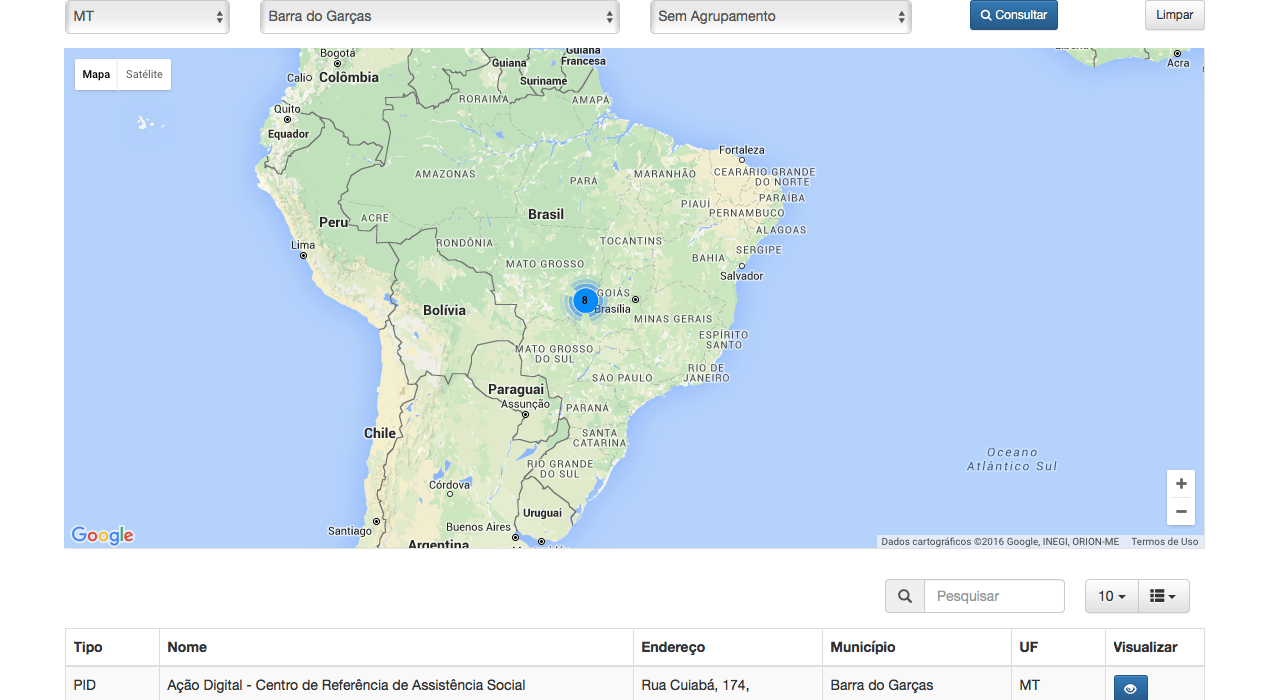 MT Barra do Garças Sem Agrupamento Consultar Limpar
Mapa Satélite
Bogotá
Calio Colômbia
Guiana
Guiana
Francesa
Suriname
Acra
RORAIMA
AMAPÁ
Quito
Equador
Fortaleza
AMAZONAS
PARÁ
MARANHÃO
CEARÁ
RIO GRANDE
DO NORTE
PIAUÍ
PARAÍBA
PERNAMBUCO
Peru
ACRE
Brasil
ALAGOAS
Lima
RONDÔNIA
TOCANTINS
SERGIPE
BAHIA
MATO GROSSO
Salvador
8
GOIÁS
Brasília
Bolívia
MINAS GERAIS
ESPÍRITO
SANTO
MATO GROSSO
DO SUL
RIO DE
JANEIRO
SÃO PAULO
Paraguai
Assunção
PARANÁ
Chile
SANTA
CATARINA
Oceano
Atlântico Sul
RIO GRANDE
DO SUL
Córdova
Uruguai
Santiago
Buenos Aires
Argentina
+
−
Google
Dados cartográficos ©2016 Google, INEGI, ORION-ME Termos de Uso
Pesquisar 10
Tipo Nome Endereço Município UF Visualizar
PID Ação Digital - Centro de Referência de Assistência Social Rua Cuiabá, 174, Barra do Garças MT